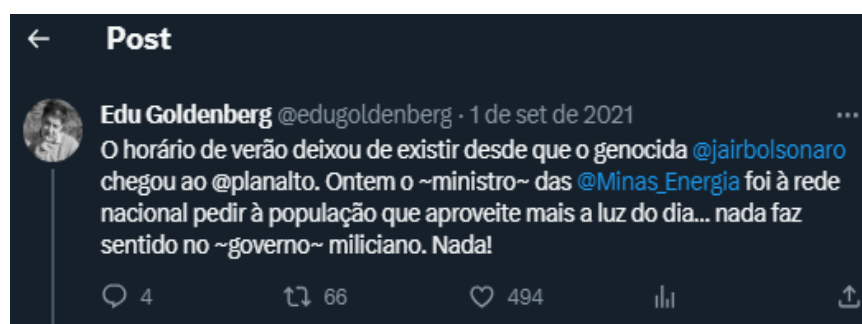 ← Post
Edu Goldenberg @edugoldenberg · 1 de set de 2021 ...
O horário de verão deixou de existir desde que o genocida @jairbolsonaro
chegou ao @planalto. Ontem o ~ministro~ das @Minas_Energia foi à rede
nacional pedir à população que aproveite mais a luz do dia... nada faz
sentido no ~governo~ miliciano. Nada!
4 66 494